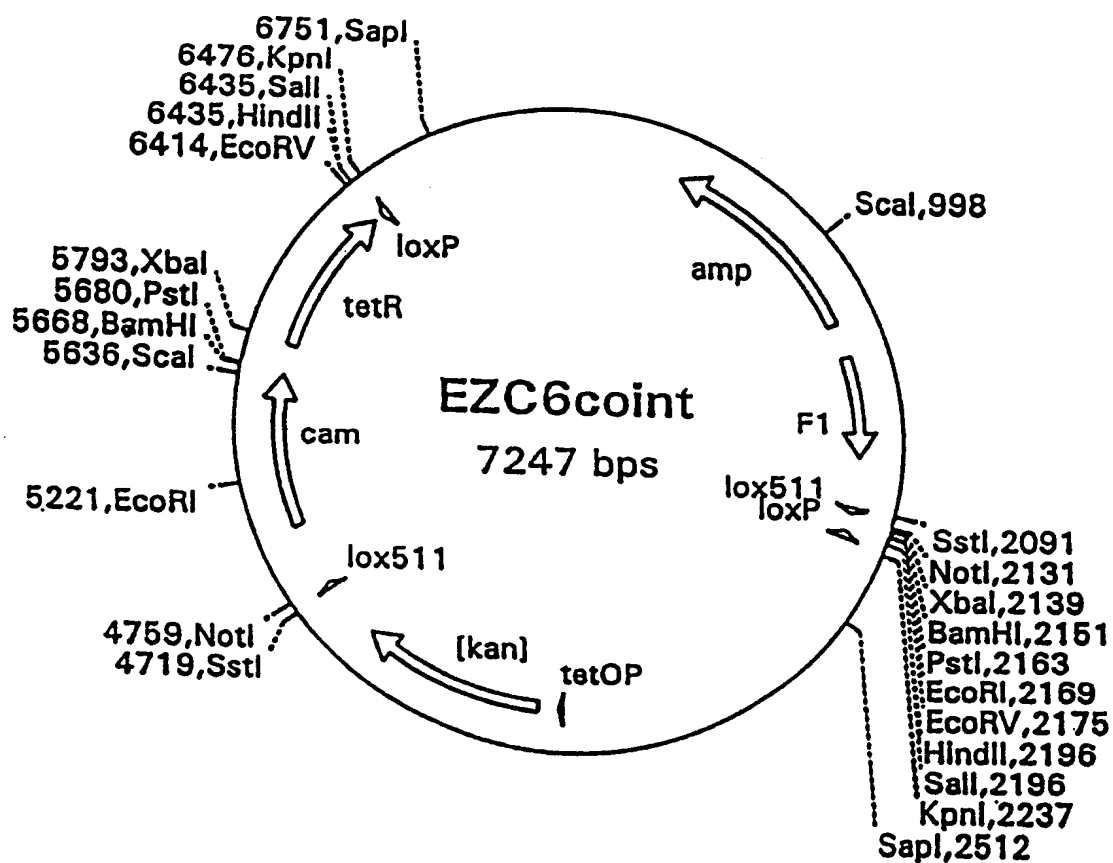 6751,SapI
6476,KpnI
6435,SalI
6435,HindII
6414,EcoRV
loxP
tetR
5793,XbaI
5680,PstI
5668,BamHI
5636,ScaI
cam
5221,EcoRI
lox511
4759,NotI
4719,SstI
[kan]
tetOP
EZC6coint
7247 bps
amp
ScaI,998
F1
lox511
loxP
SstI,2091
NotI,2131
XbaI,2139
BamHI,2151
PstI,2163
EcoRI,2169
EcoRV,2175
HindII,2196
SalI,2196
KpnI,2237
SapI,2512